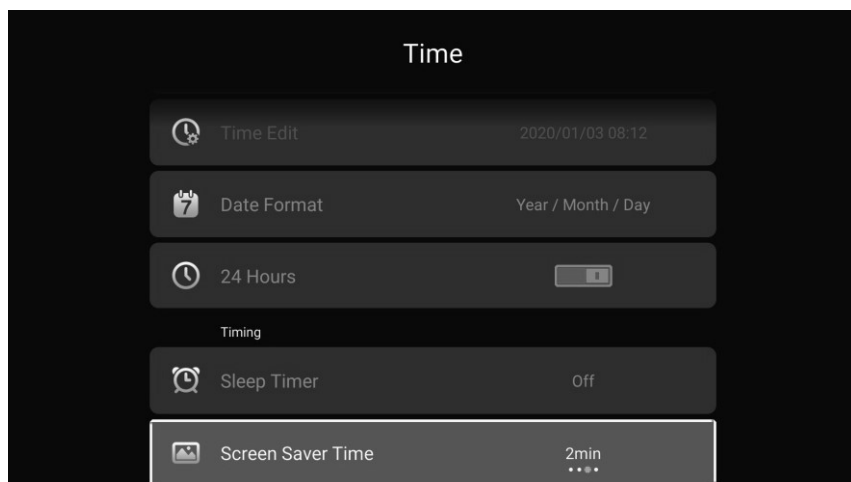 Time
Time Edit 2020/01/03 08:12
7 Date Format Year / Month / Day
24 Hours
Timing
Sleep Timer Off
Screen Saver Time 2min